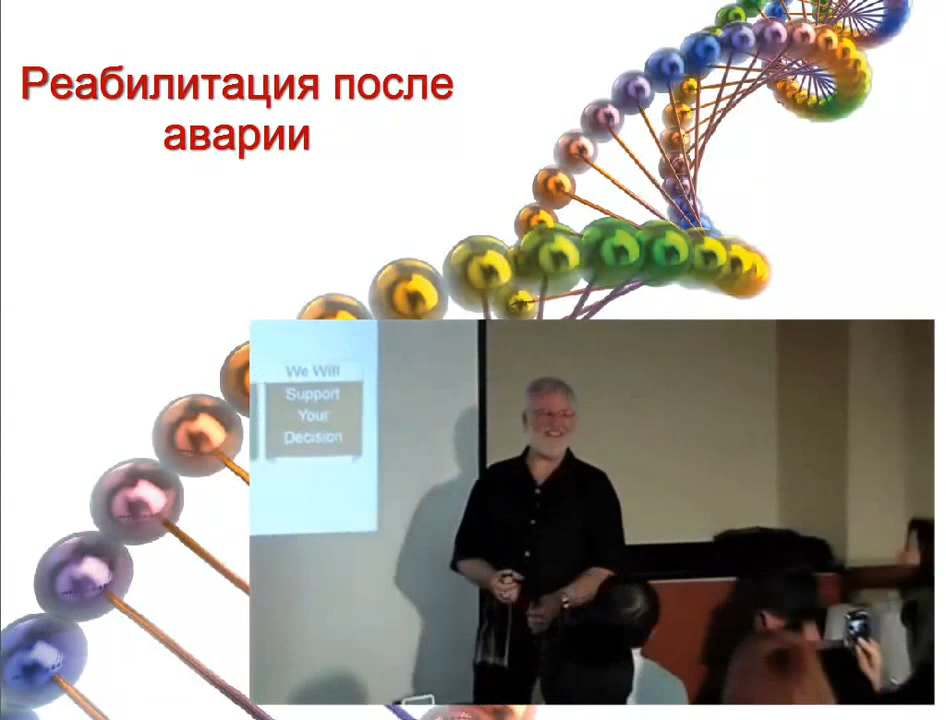 Реабилитация после
аварии
We Will
Support
Your
Decision